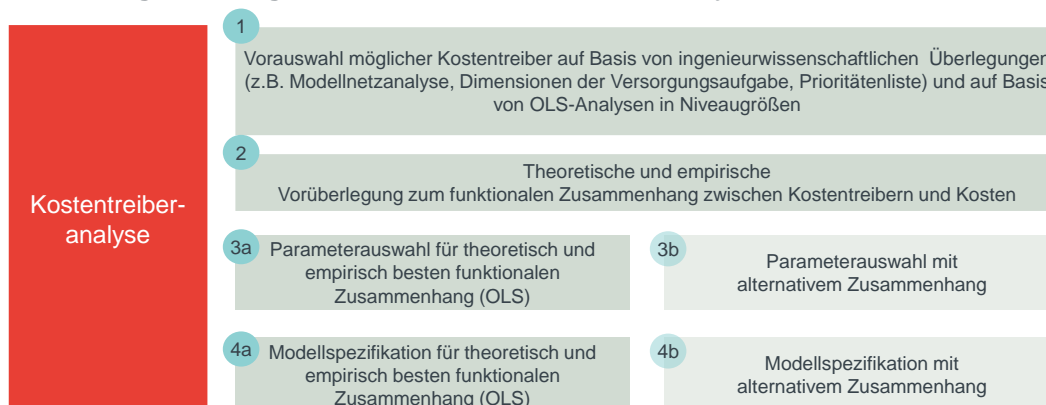 Kostentreiber-
analyse
1
Vorauswahl möglicher Kostentreiber auf Basis von ingenieurwissenschaftlichen Überlegungen
(z.B. Modellnetzanalyse, Dimensionen der Versorgungsaufgabe, Prioritätenliste) und auf Basis
von OLS-Analysen in Niveaugrößen
2
Theoretische und empirische
Vorüberlegung zum funktionalen Zusammenhang zwischen Kostentreibern und Kosten
3a
Parameterauswahl für theoretisch und
empirisch besten funktionalen
Zusammenhang (OLS)
3b
Parameterauswahl mit
alternativem Zusammenhang
4a
Modellspezifikation für theoretisch und
empirisch besten funktionalen
Zusammenhang (OLS)
4b
Modellspezifikation mit
alternativem Zusammenhang